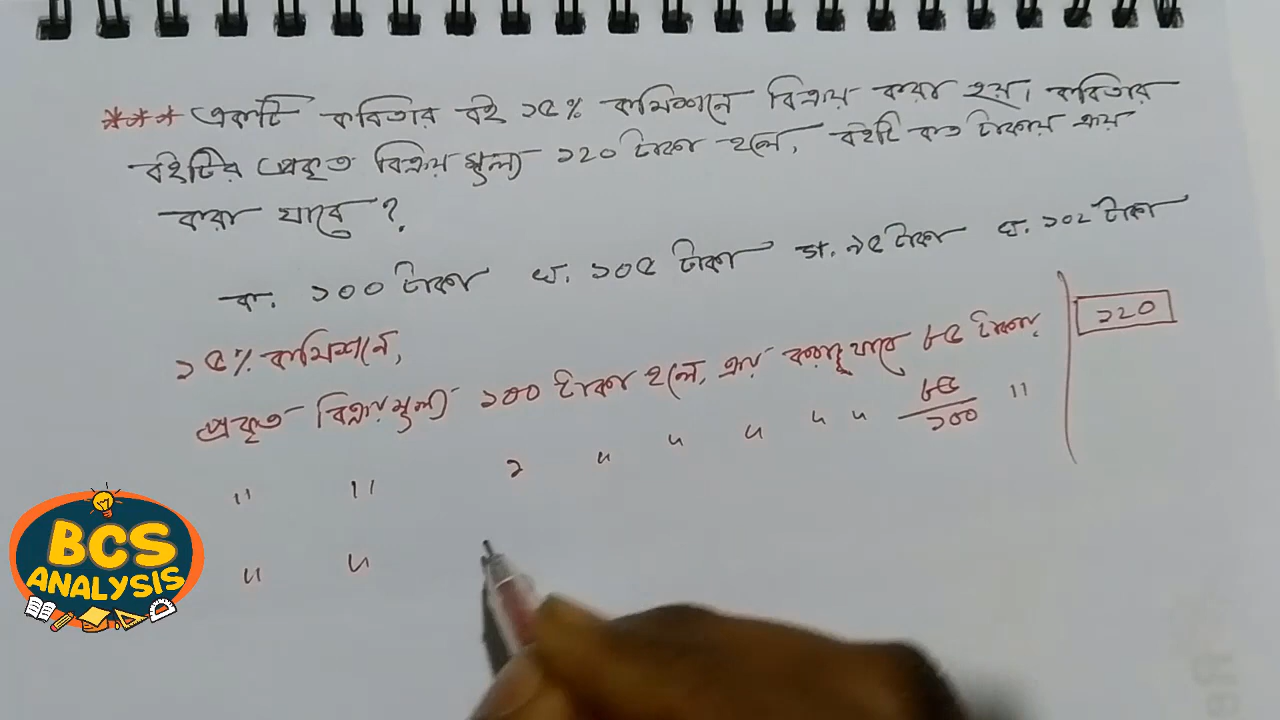 *** একটি কবিতার বই ১৫% কমিশনে বিক্রয় করা হয়। কবিতার
বইটির প্রকৃত বিক্রয় মূল্য ১২০ টাকা হলে, বইটি কত টাকায় ক্রয়
করা যাবে?
ক. ১০০ টাকা খ. ১০৫ টাকা গ. ৯৫ টাকা ঘ. ১০২ টাকা
১৫% কমিশনে,
প্রকৃত বিক্রয়মূল্য ১০০ টাকা হলে, ক্রয় করা যাবে ৮৫ টাকায়
১২০
" " ১ " " " " " ৮৫/১০০ "
" "
BCS
ANALYSIS